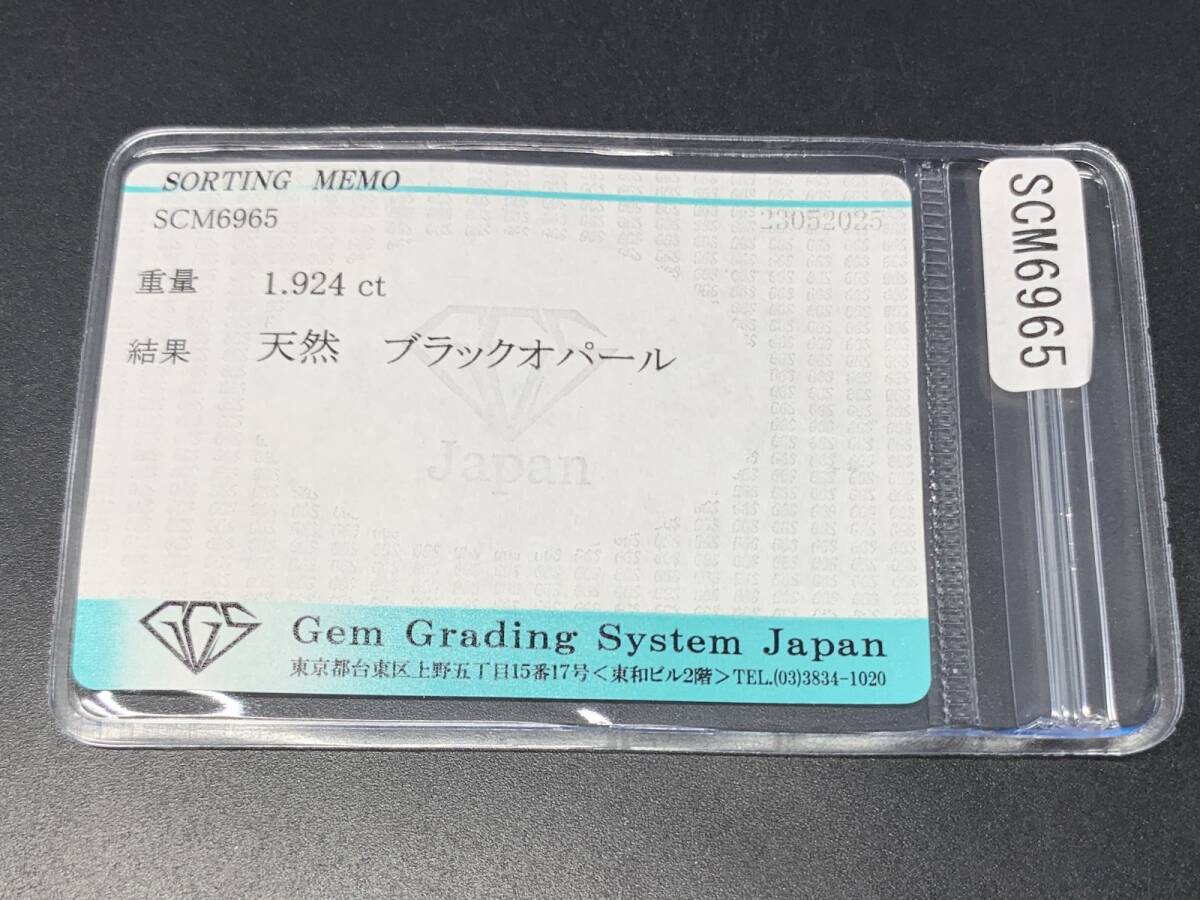 SORTING MEMO
SCM6965 23052025
重量 1.924 ct
結果 天然 ブラックオパール
Japan
GGS Gem Grading System Japan
東京都台東区上野五丁目15番17号<東和ビル2階>TEL.(03)3834-1020
SCM6965